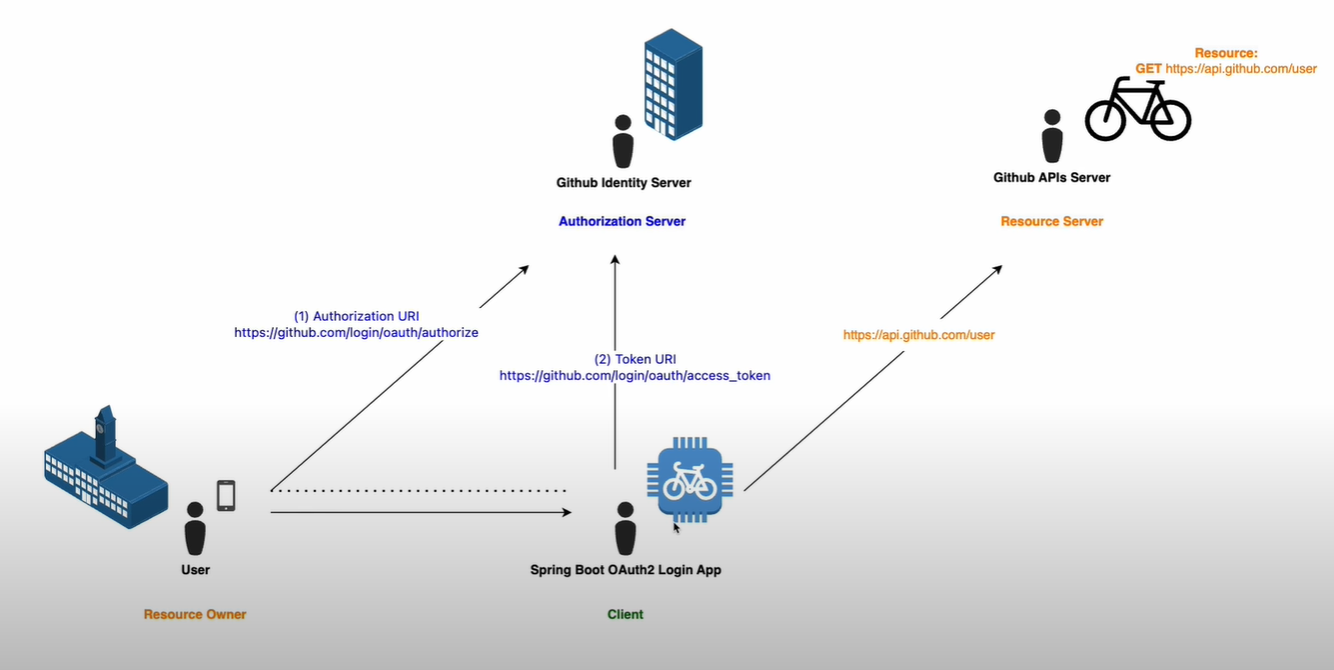 Resource:
GET https://api.github.com/user
Github Identity Server
Authorization Server
Github APIs Server
Resource Server
(1) Authorization URI
https://github.com/login/oauth/authorize
(2) Token URI
https://github.com/login/oauth/access_token
https://api.github.com/user
User
Resource Owner
Spring Boot OAuth2 Login App
Client